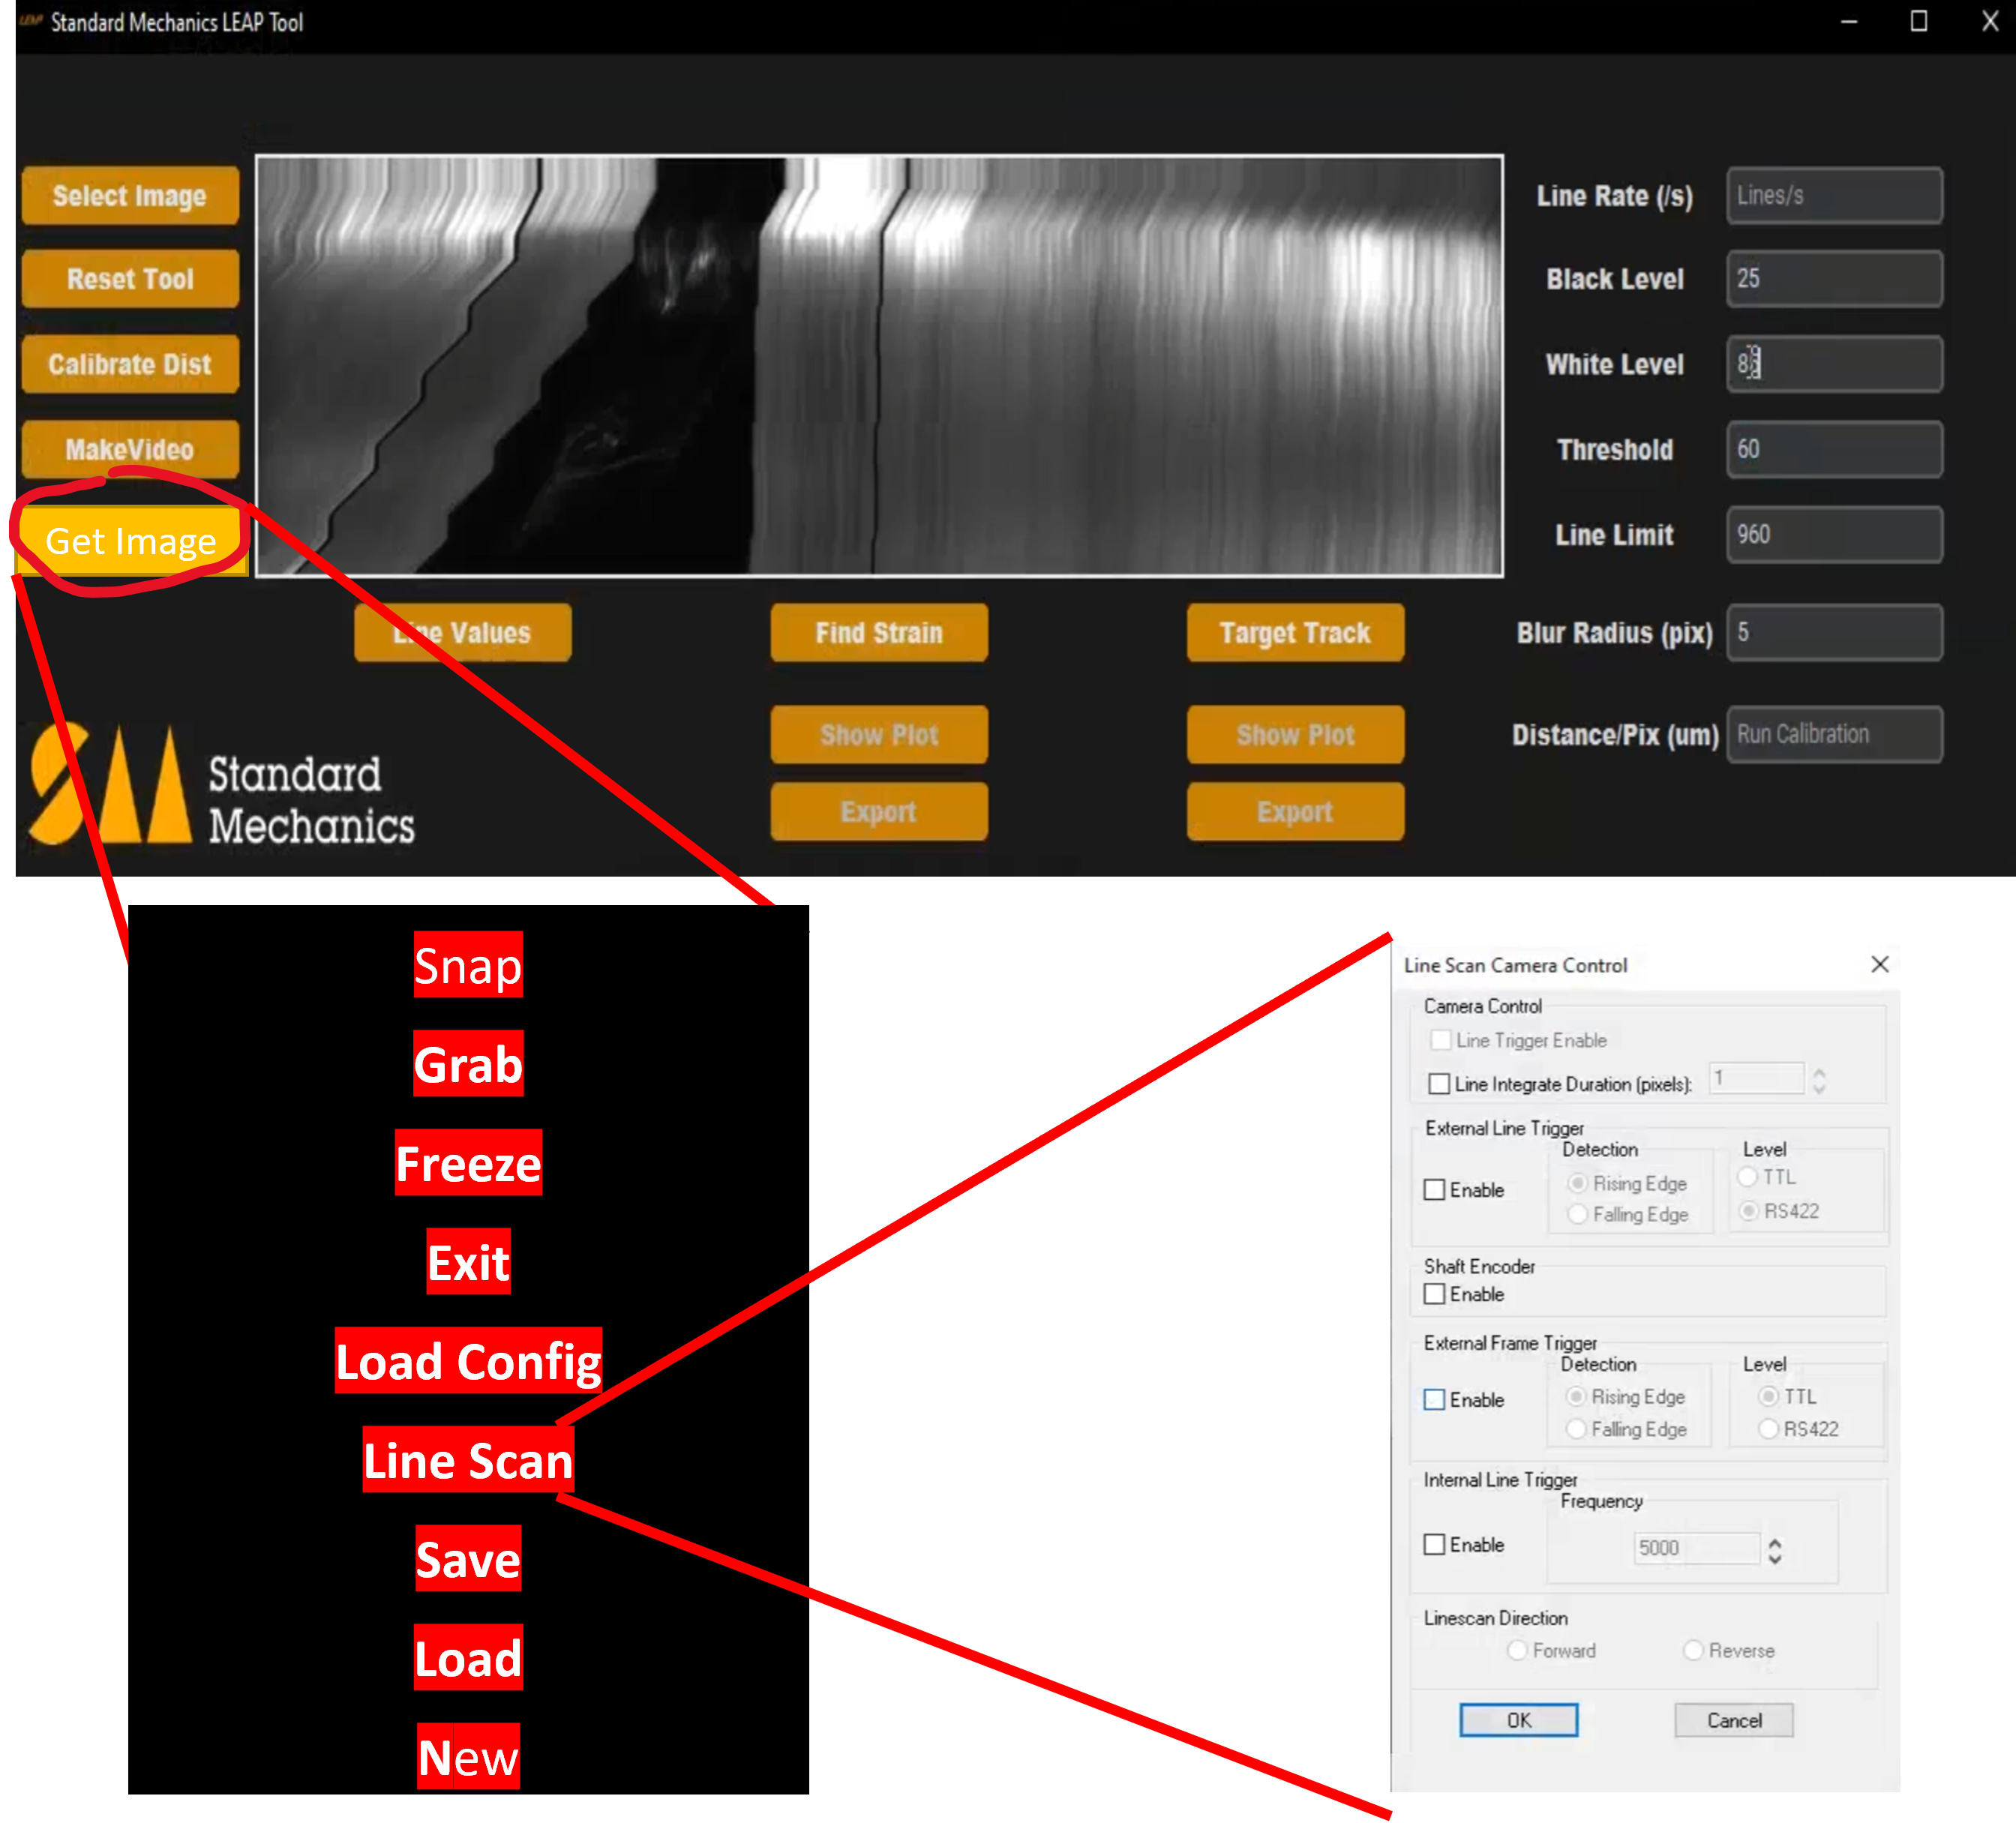 LEAP Standard Mechanics LEAP Tool
Select Image
Reset Tool
Calibrate Dist
MakeVideo
Get Image
Line Rate (/s) Lines/s
Black Level 25
White Level
Threshold 60
Line Limit 960
Blur Radius (pix) 5
Distance/Pix (um) Run Calibration
Line Values
Find Strain
Target Track
Show Plot
Show Plot
Export
Export
Standard
Mechanics
Snap
Grab
Freeze
Exit
Load Config
Line Scan
Save
Load
New
Line Scan Camera Control
Camera Control
Line Trigger Enable
Line Integrate Duration (pixels): 1
External Line Trigger
Detection
Level
Enable
Rising Edge
Falling Edge
TTL
RS422
Shaft Encoder
Enable
External Frame Trigger
Detection
Level
Enable
Rising Edge
Falling Edge
TTL
RS422
Internal Line Trigger
Frequency
Enable
5000
Linescan Direction
Forward
Reverse
OK
Cancel